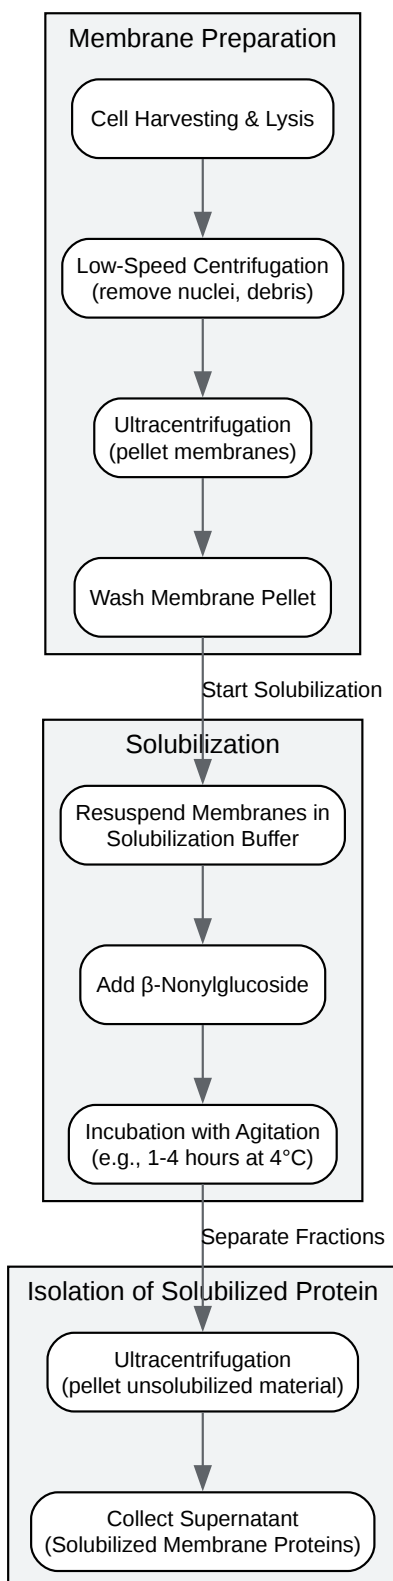 Membrane Preparation
Cell Harvesting & Lysis
Low-Speed Centrifugation
(remove nuclei, debris)
Ultracentrifugation
(pellet membranes)
Wash Membrane Pellet
Start Solubilization
Solubilization
Resuspend Membranes in
Solubilization Buffer
Add β-Nonylglucoside
Incubation with Agitation
(e.g., 1-4 hours at 4°C)
Separate Fractions
Isolation of Solubilized Protein
Ultracentrifugation
(pellet unsolubilized material)
Collect Supernatant
(Solubilized Membrane Proteins)